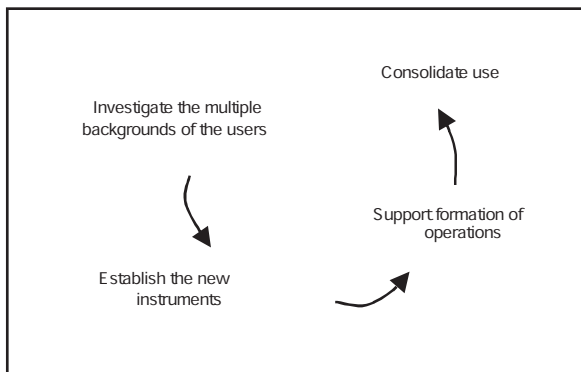 Investigate the multiple
backgrounds of the users
Establish the new
instruments
Support formation of
operations
Consolidate use